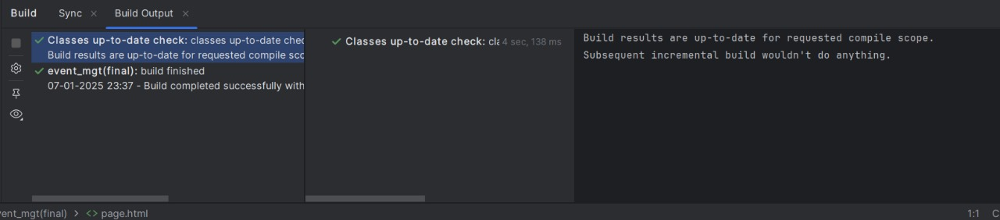 Build Sync Build Output
Classes up-to-date check: classes up-to-date chec
Build results are up-to-date for requested compile sco
event_mgt(final): build finished
07-01-2025 23:37 - Build completed successfully with
Classes up-to-date check: cla 4 sec, 138 ms
Build results are up-to-date for requested compile scope.
Subsequent incremental build wouldn't do anything.
vent_mgt(final) > <> page.html 1:1 C